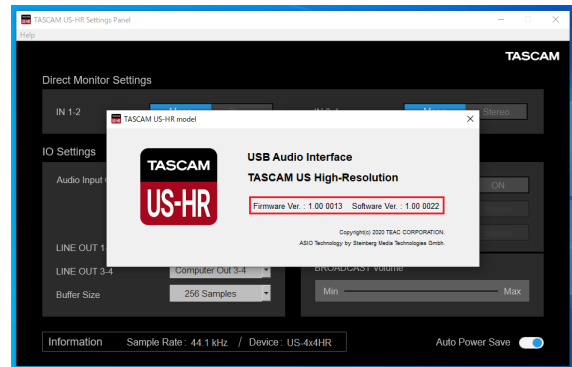 TASCAM US-HR Settings Panel
Help
TASCAM
Direct Monitor Settings
IN 1-2
Stereo
TASCAM US-HR model
IO Settings
Audio Input
ON
TASCAM
US-HR
USB Audio Interface
TASCAM US High-Resolution
Firmware Ver. : 1.00 0013 Software Ver. : 1.00 0022
Copyright(c) 2020 TEAC CORPORATION.
ASIO Technology by Steinberg Media Technologies Gmbh.
LINE OUT 1-
LINE OUT 3-4 Computer Out 3-4
BROADCAST Volume
Buffer Size 256 Samples
Min Max
Information Sample Rate : 44.1 kHz / Device : US-4x4HR Auto Power Save